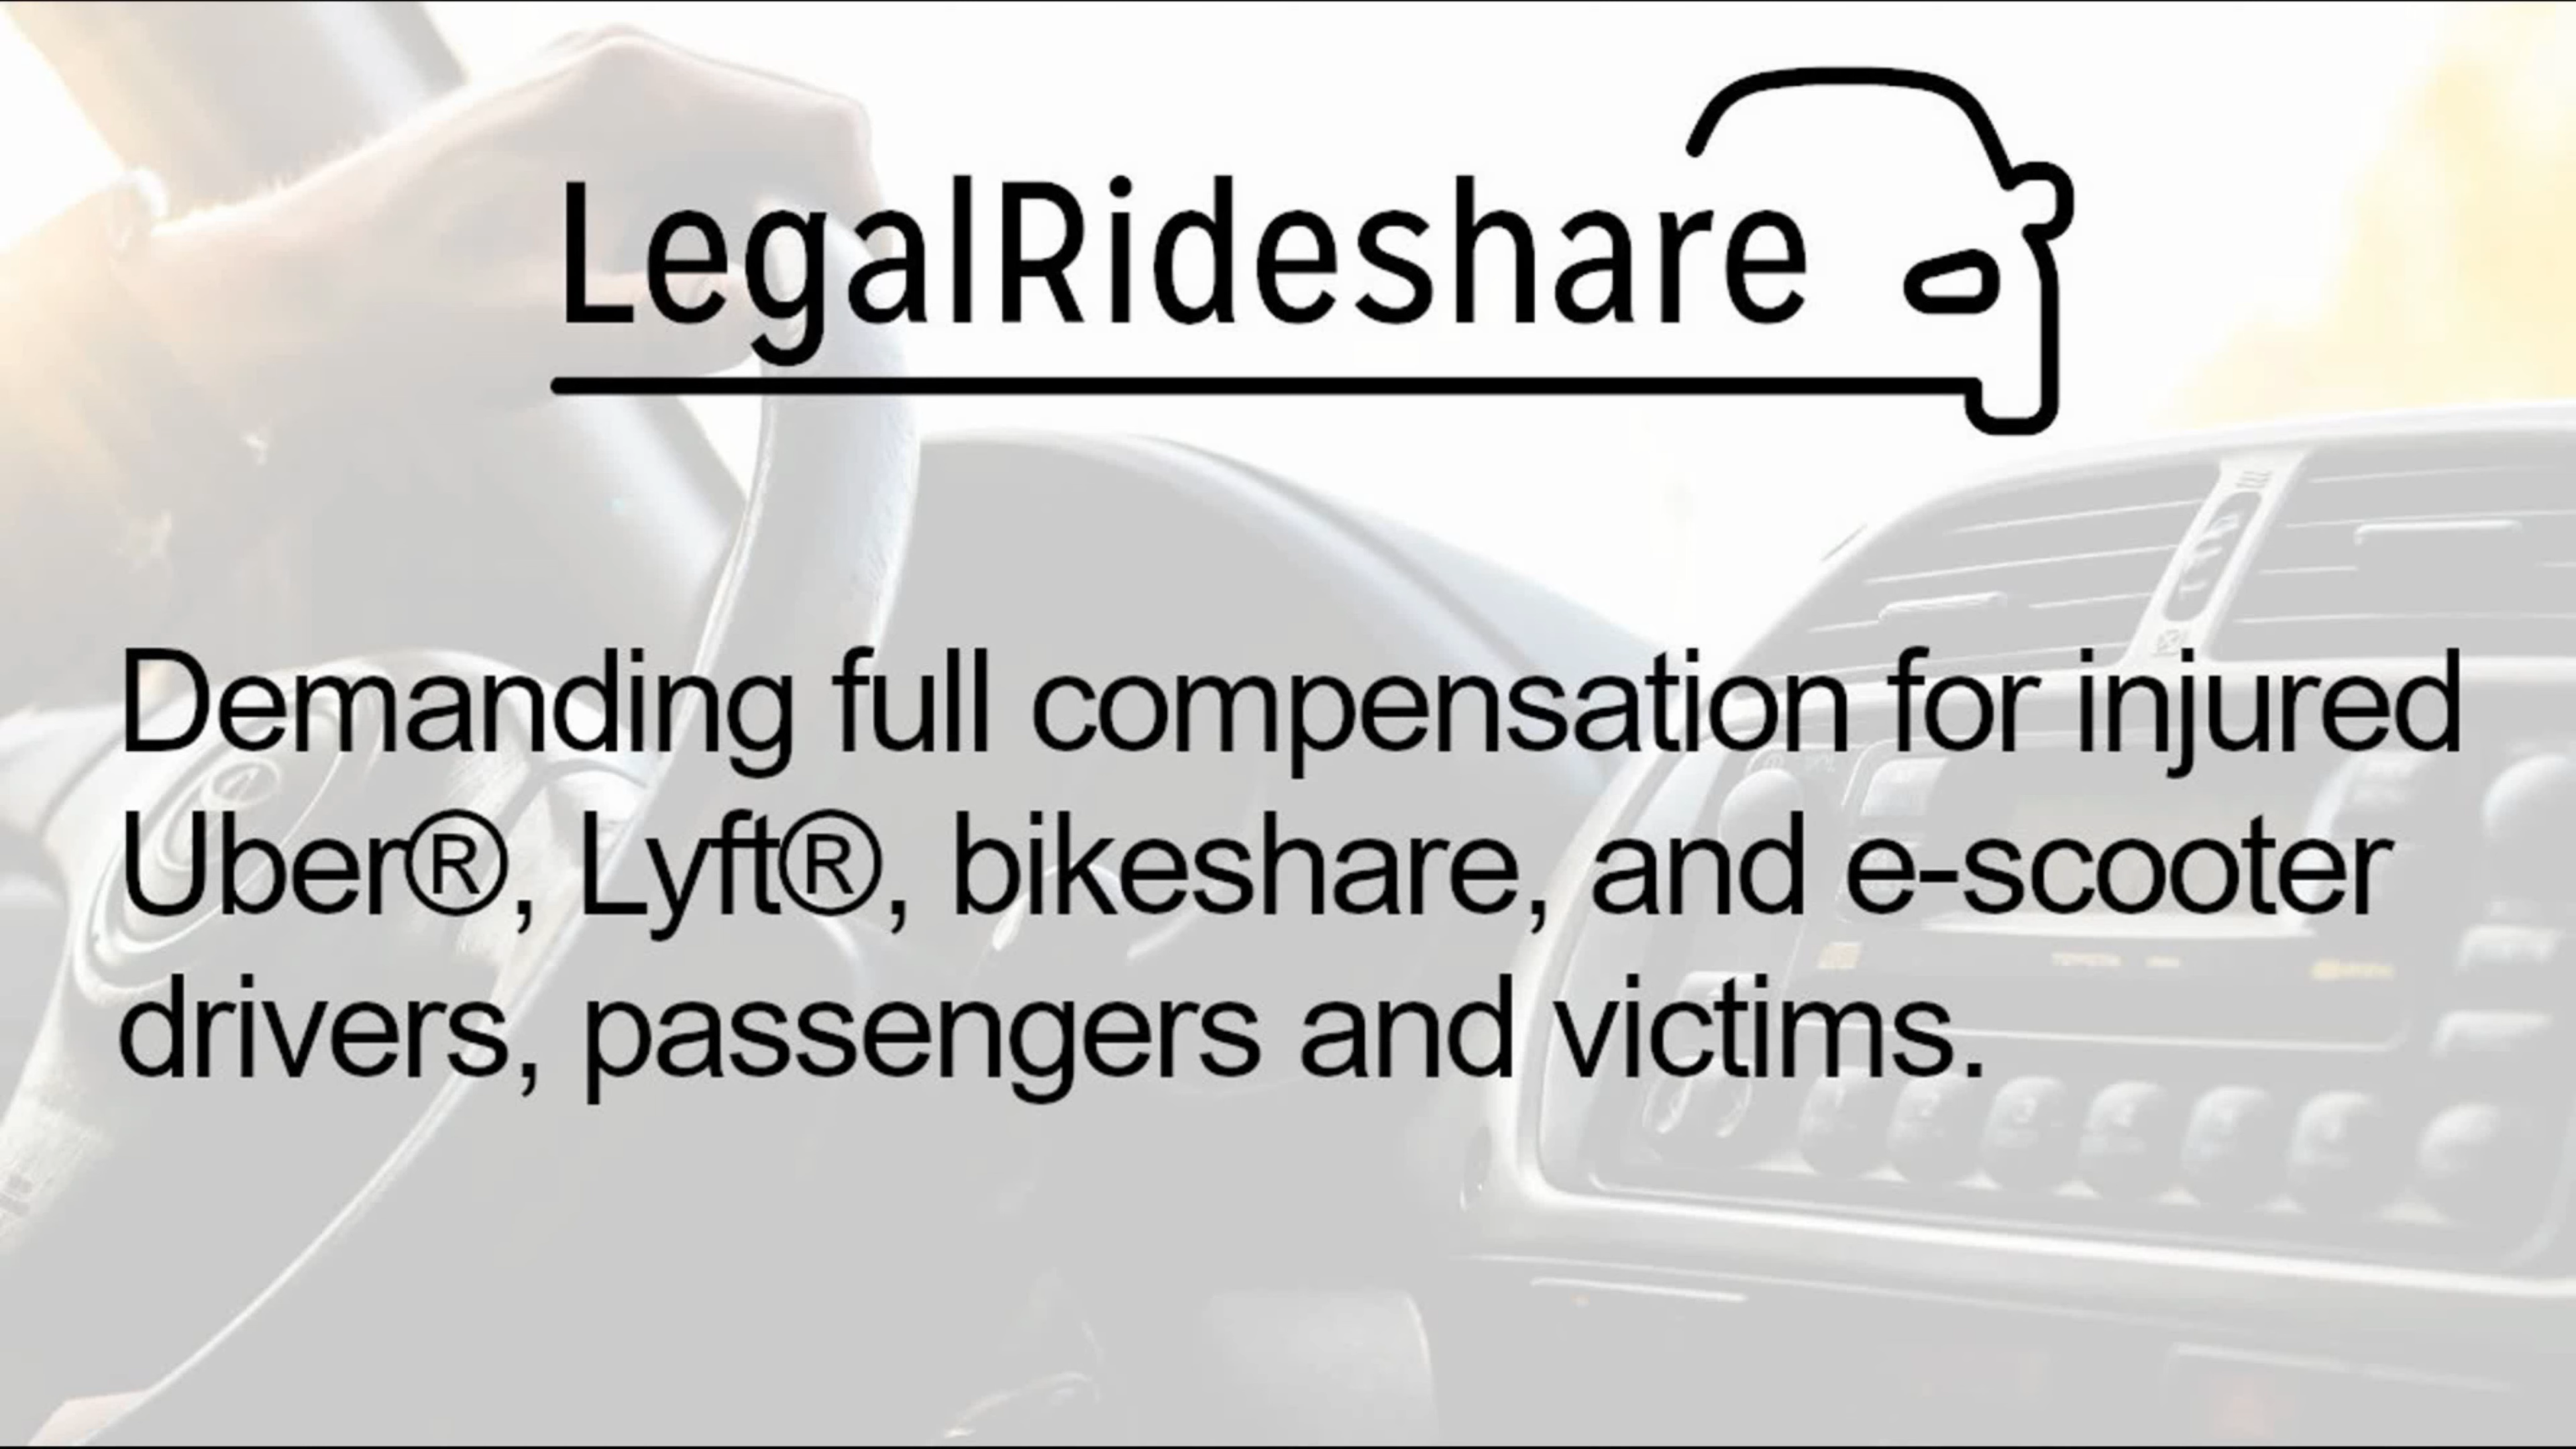 LegalRideshare
Demanding full compensation for injured
Uber®, Lyft®, bikeshare, and e-scooter
drivers, passengers and victims.